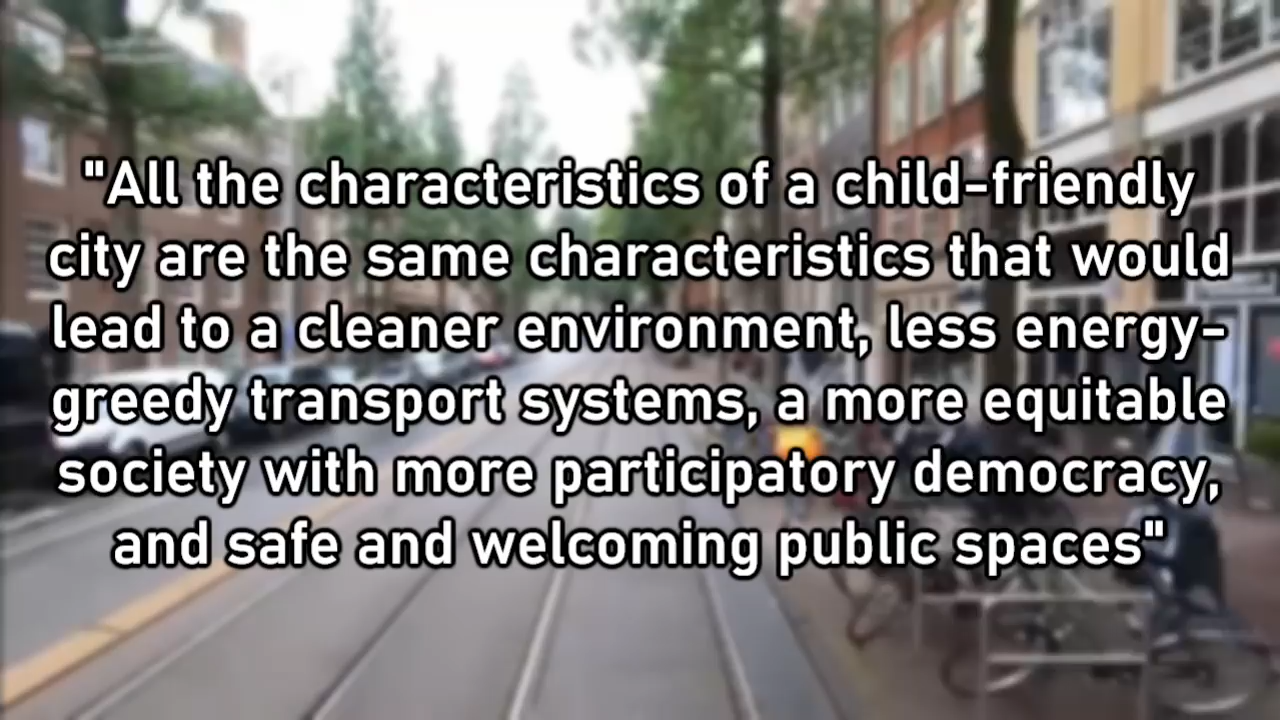 "All the characteristics of a child-friendly
city are the same characteristics that would
lead to a cleaner environment, less energy-
greedy transport systems, a more equitable
society with more participatory democracy,
and safe and welcoming public spaces"